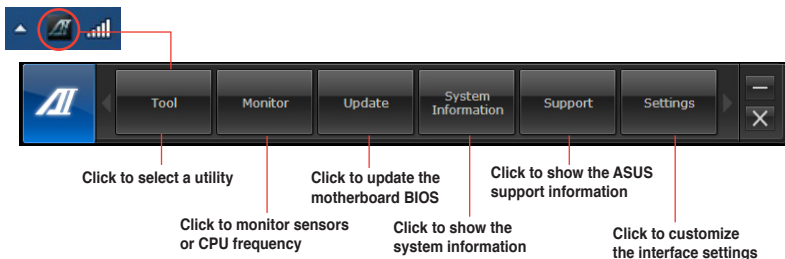 AI
AI
Tool
Monitor
Update
System
Information
Support
Settings
Click to select a utility
Click to update the
motherboard BIOS
Click to show the ASUS
support information
Click to monitor sensors
or CPU frequency
Click to show the
system information
Click to customize
the interface settings